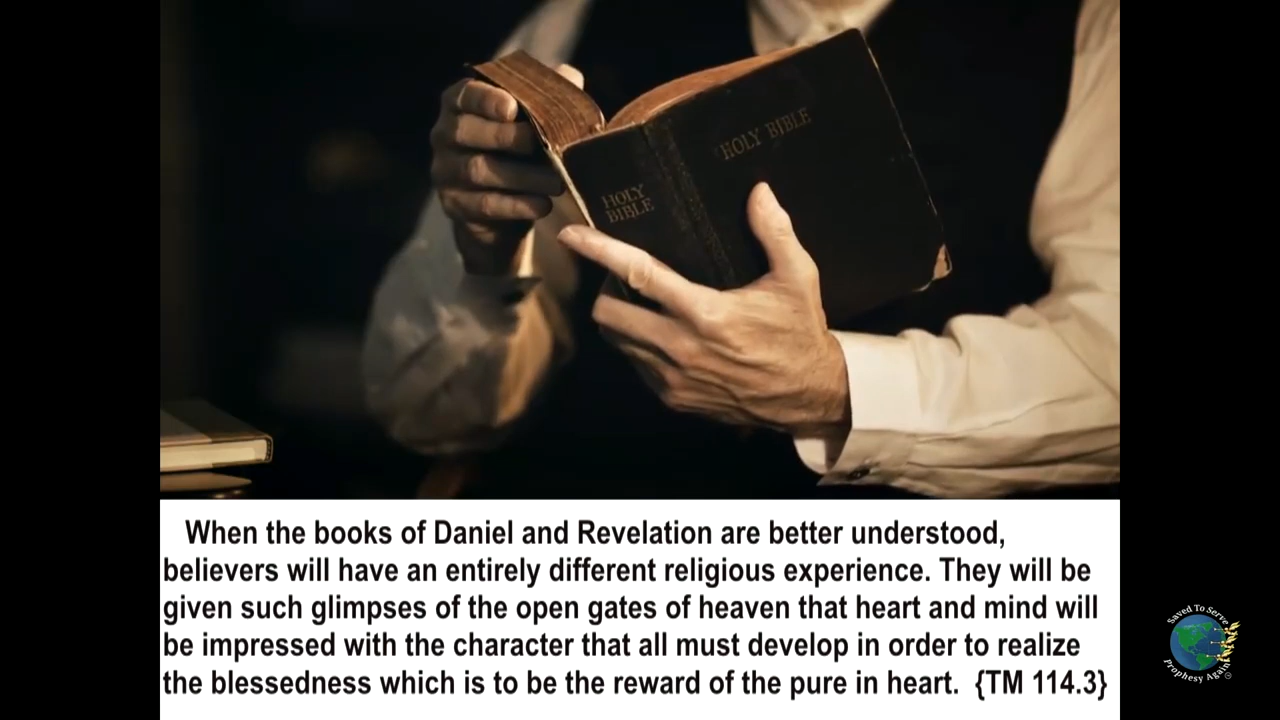 HOLY BIBLE
HOLY
BIBLE
When the books of Daniel and Revelation are better understood,
believers will have an entirely different religious experience. They will be
given such glimpses of the open gates of heaven that heart and mind will
be impressed with the character that all must develop in order to realize
the blessedness which is to be the reward of the pure in heart. {TM 114.3}
Saved To Serve
Prophesy Again